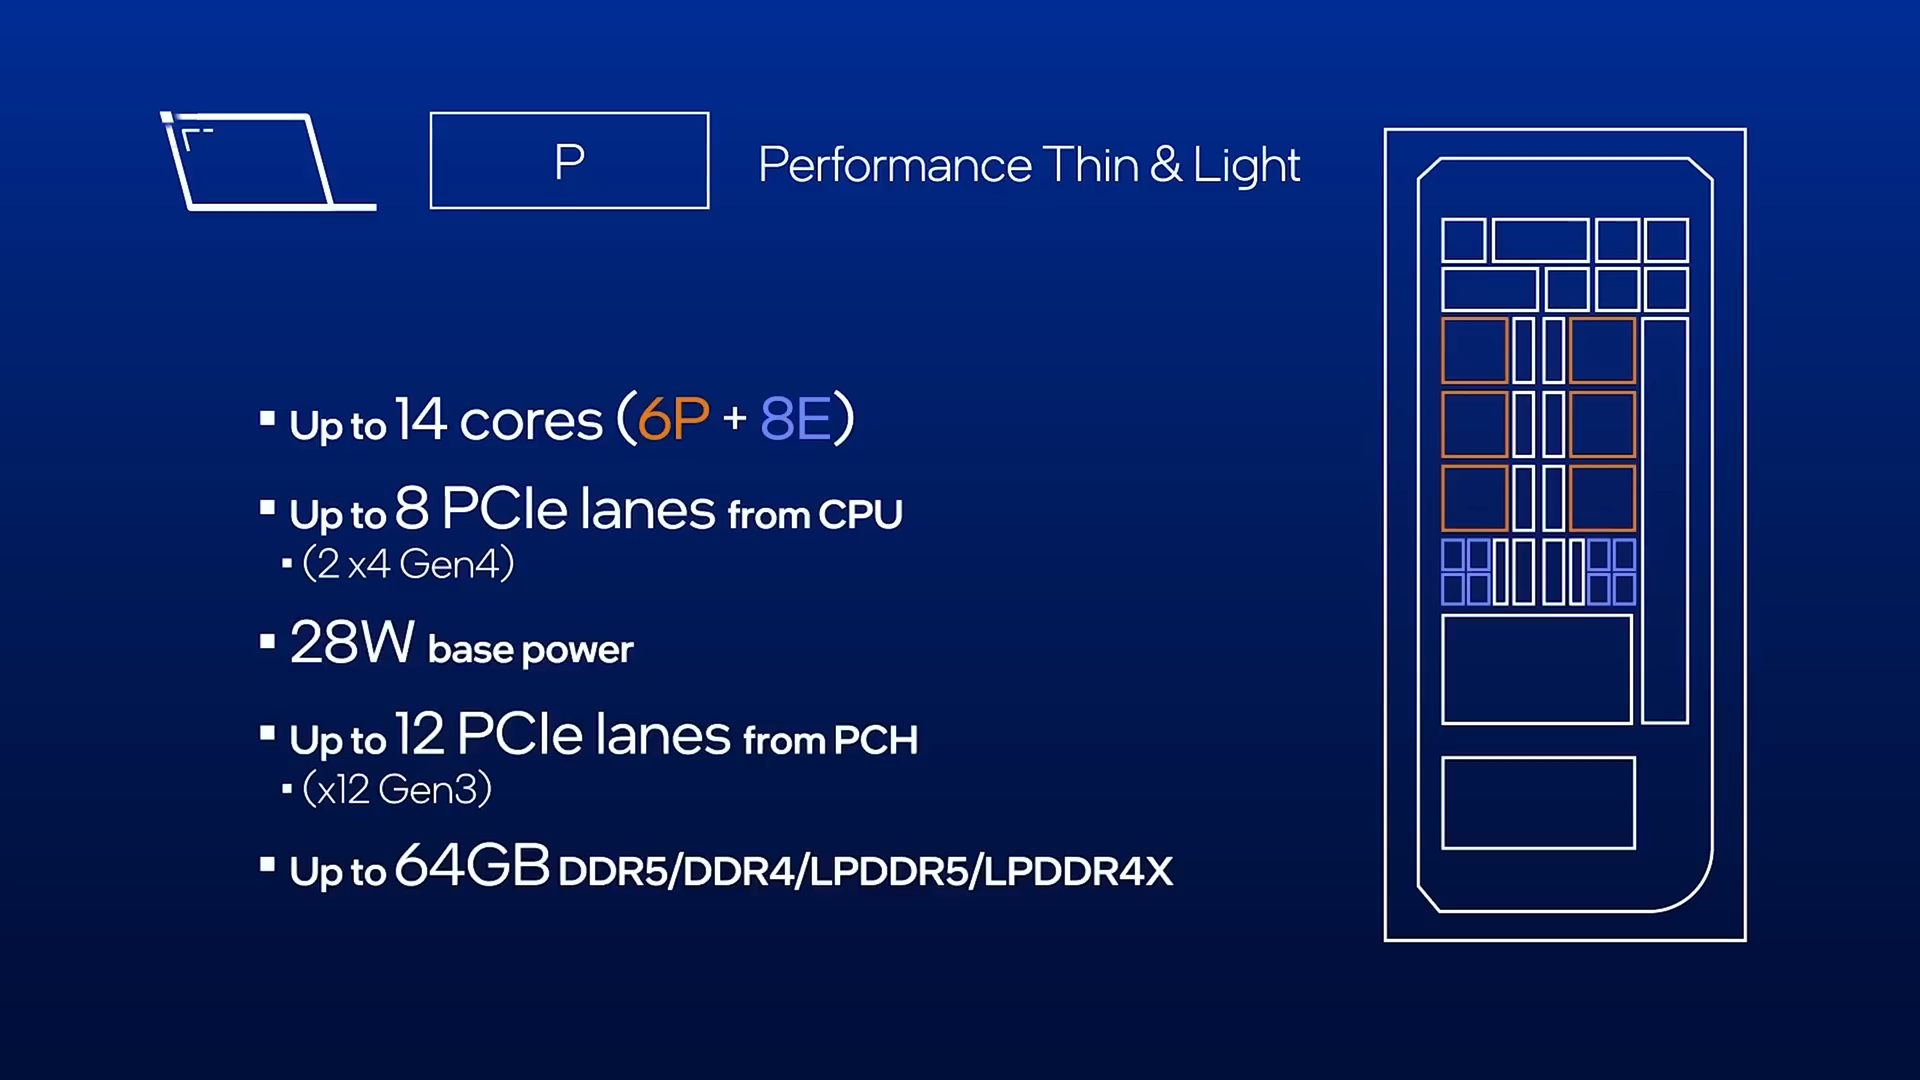 P
Performance Thin & Light
▪ Up to 14 cores (6P + 8E)
▪ Up to 8 PCIe lanes from CPU
▪ (2 x4 Gen4)
▪ 28W base power
▪ Up to 12 PCIe lanes from PCH
▪ (x12 Gen3)
▪ Up to 64GB DDR5/DDR4/LPDDR5/LPDDR4X